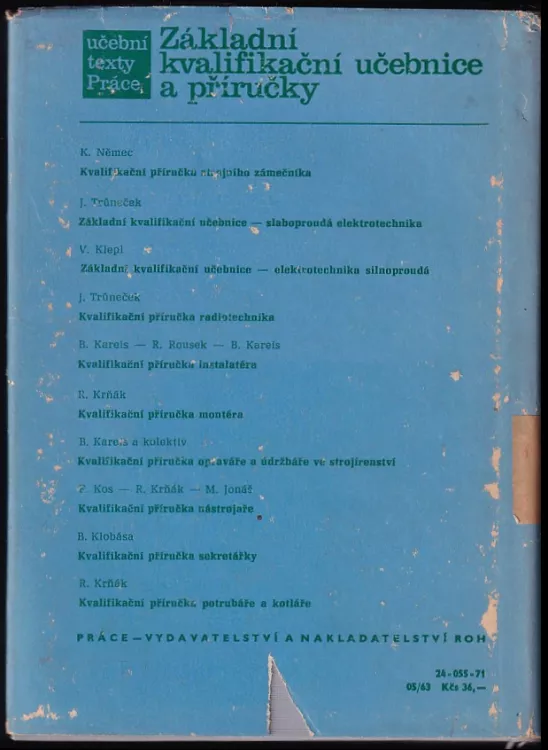 učební
texty
Práce
Základní
kvalifikační učebnice
a příručky
K. Němec
Kvalifikační příručka strojního zámečníka
J. Trůneček
Základní kvalifikační učebnice — slaboproudá elektrotechnika
V. Klepl
Základní kvalifikační učebnice — elektrotechnika silnoproudá
J. Trůneček
Kvalifikační příručka radiotechnika
B. Kareis — R. Rousek — B. Kareis
Kvalifikační příručka instalatéra
R. Krňák
Kvalifikační příručka montéra
B. Kareis a kolektiv
Kvalifikační příručka opraváře a údržbáře ve strojírenství
F. Kos — R. Krňák — M. Jonáš
Kvalifikační příručka nástrojaře
B. Klobása
Kvalifikační příručka sekretářky
R. Krňák
Kvalifikační příručka potrubáře a kotláře
PRÁCE — VYDAVATELSTVÍ A NAKLADATELSTVÍ ROH
24-055-71
05/63 Kčs 36,—